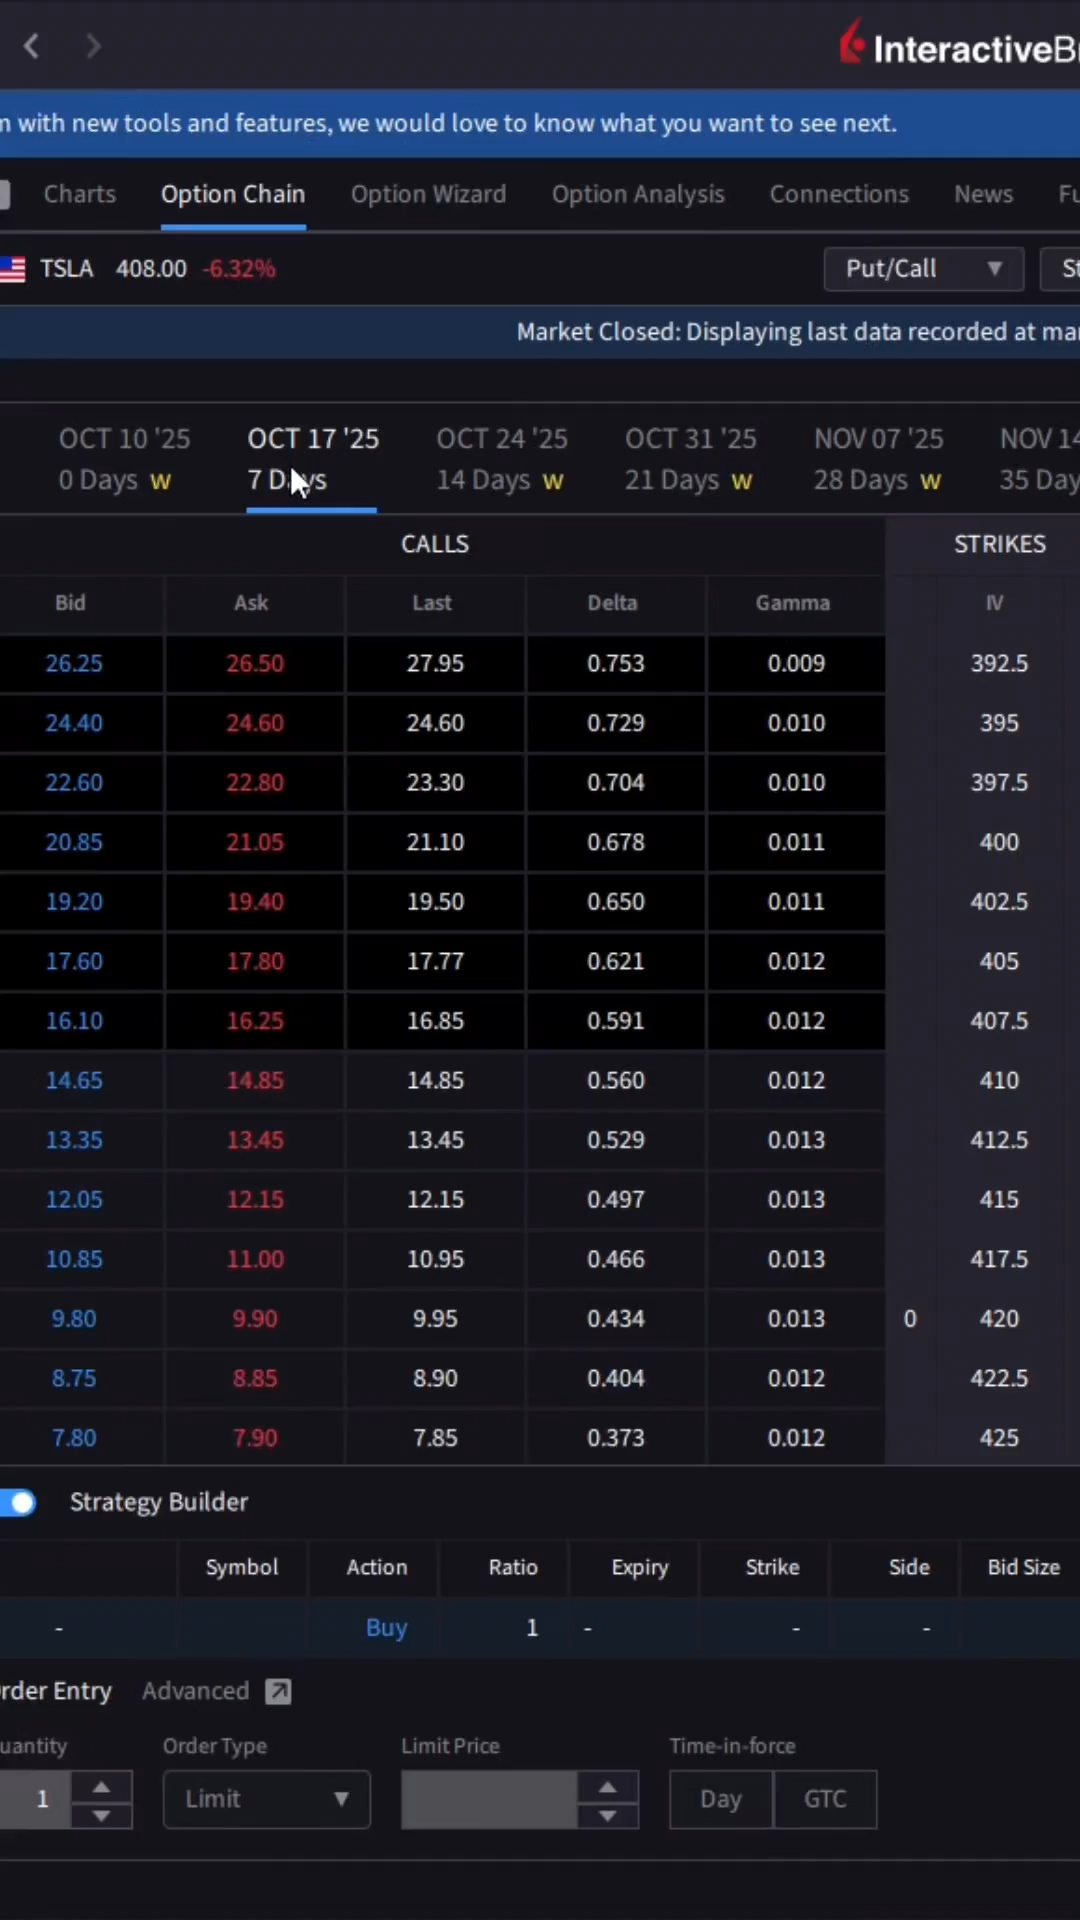 InteractiveBr
n with new tools and features, we would love to know what you want to see next.
Charts Option Chain Option Wizard Option Analysis Connections News Fu
TSLA 408.00 -6.32% Put/Call St
Market Closed: Displaying last data recorded at mar
OCT 10 '25 OCT 17 '25 OCT 24 '25 OCT 31 '25 NOV 07 '25 NOV 14
0 Days W 7 Days 14 Days W 21 Days W 28 Days W 35 Day
CALLS STRIKES
Bid Ask Last Delta Gamma IV
26.25 26.50 27.95 0.753 0.009 392.5
24.40 24.60 24.60 0.729 0.010 395
22.60 22.80 23.30 0.704 0.010 397.5
20.85 21.05 21.10 0.678 0.011 400
19.20 19.40 19.50 0.650 0.011 402.5
17.60 17.80 17.77 0.621 0.012 405
16.10 16.25 16.85 0.591 0.012 407.5
14.65 14.85 14.85 0.560 0.012 410
13.35 13.45 13.45 0.529 0.013 412.5
12.05 12.15 12.15 0.497 0.013 415
10.85 11.00 10.95 0.466 0.013 417.5
9.80 9.90 9.95 0.434 0.013 0 420
8.75 8.85 8.90 0.404 0.012 422.5
7.80 7.90 7.85 0.373 0.012 425
Strategy Builder
Symbol Action Ratio Expiry Strike Side Bid Size
- Buy 1 - - -
rder Entry Advanced
uantity Order Type Limit Price Time-in-force
1 Limit Day GTC